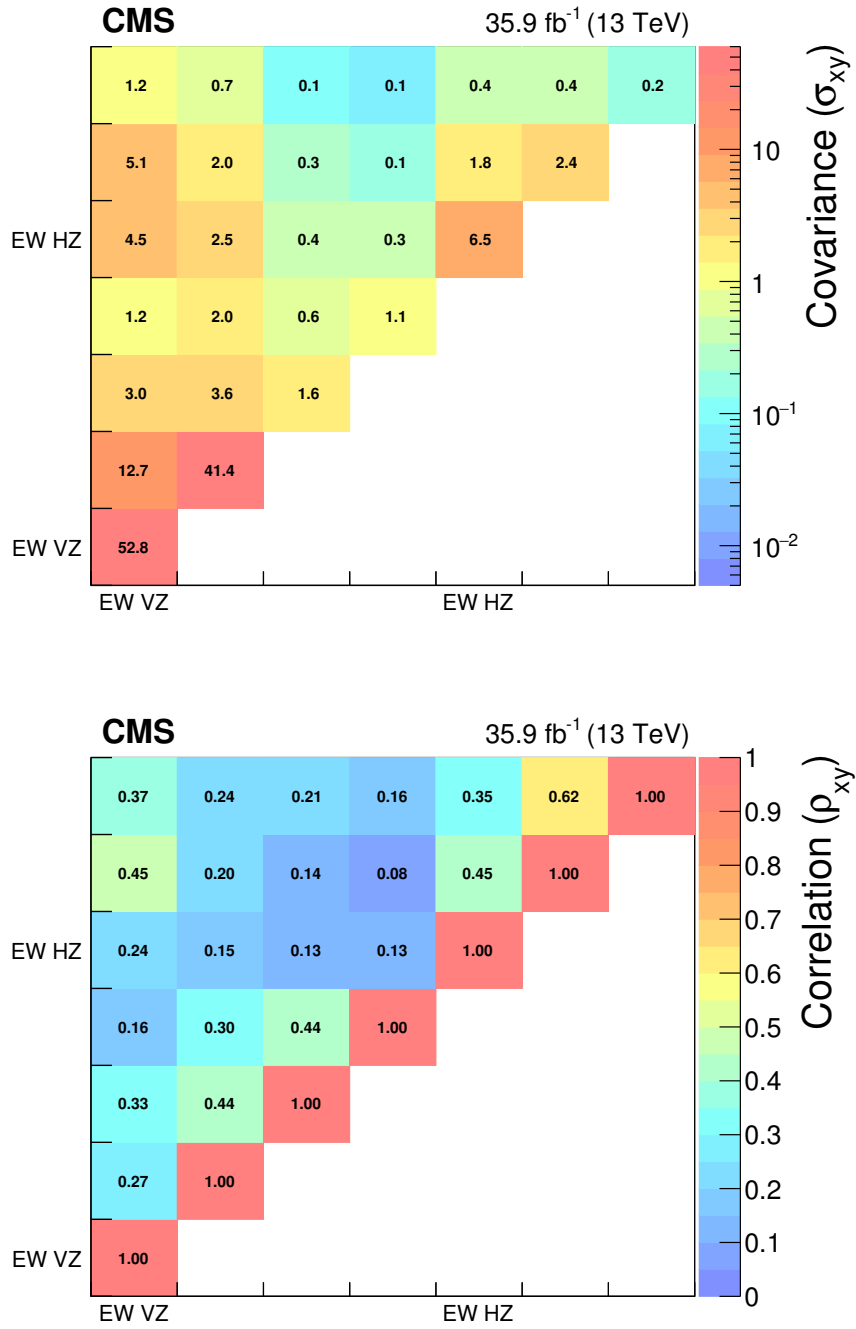 CMS 35.9 fb⁻¹ (13 TeV)
1.2 0.7 0.1 0.1 0.4 0.4 0.2
5.1 2.0 0.3 0.1 1.8 2.4
EW HZ 4.5 2.5 0.4 0.3 6.5
1.2 2.0 0.6 1.1
3.0 3.6 1.6
12.7 41.4
EW VZ 52.8
EW VZ EW HZ
10
1
10⁻¹
10⁻²
Covariance (σxy)
CMS 35.9 fb⁻¹ (13 TeV)
0.37 0.24 0.21 0.16 0.35 0.62 1.00
0.45 0.20 0.14 0.08 0.45 1.00
EW HZ 0.24 0.15 0.13 0.13 1.00
0.16 0.30 0.44 1.00
0.33 0.44 1.00
0.27 1.00
EW VZ 1.00
EW VZ EW HZ
1
0.9
0.8
0.7
0.6
0.5
0.4
0.3
0.2
0.1
0
Correlation (ρxy)